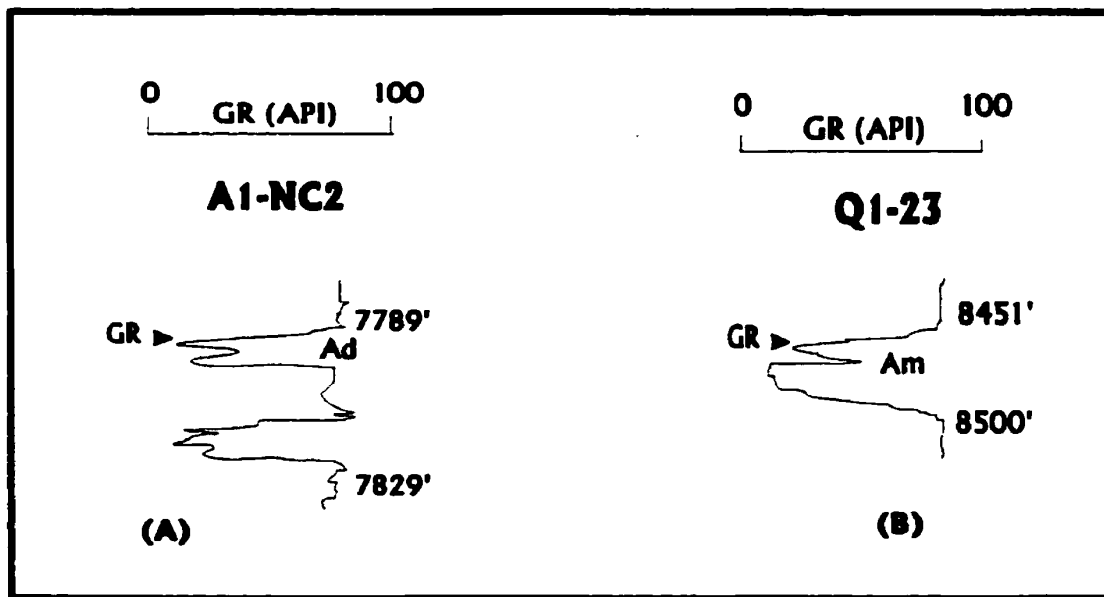 0 100
GR (API)
A1-NC2
GR
7789'
Ad
7829'
(A)
0 100
GR (API)
Q1-23
GR
8451'
Am
8500'
(B)